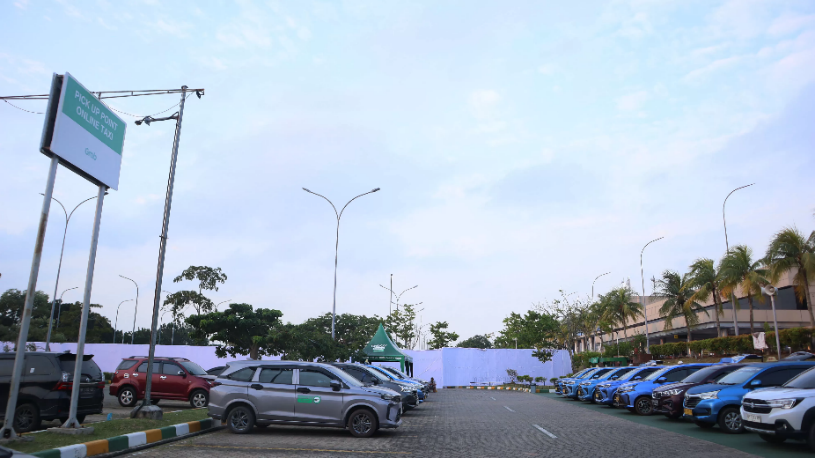 PICK UP POINT
ONLINE TAXI
Grab